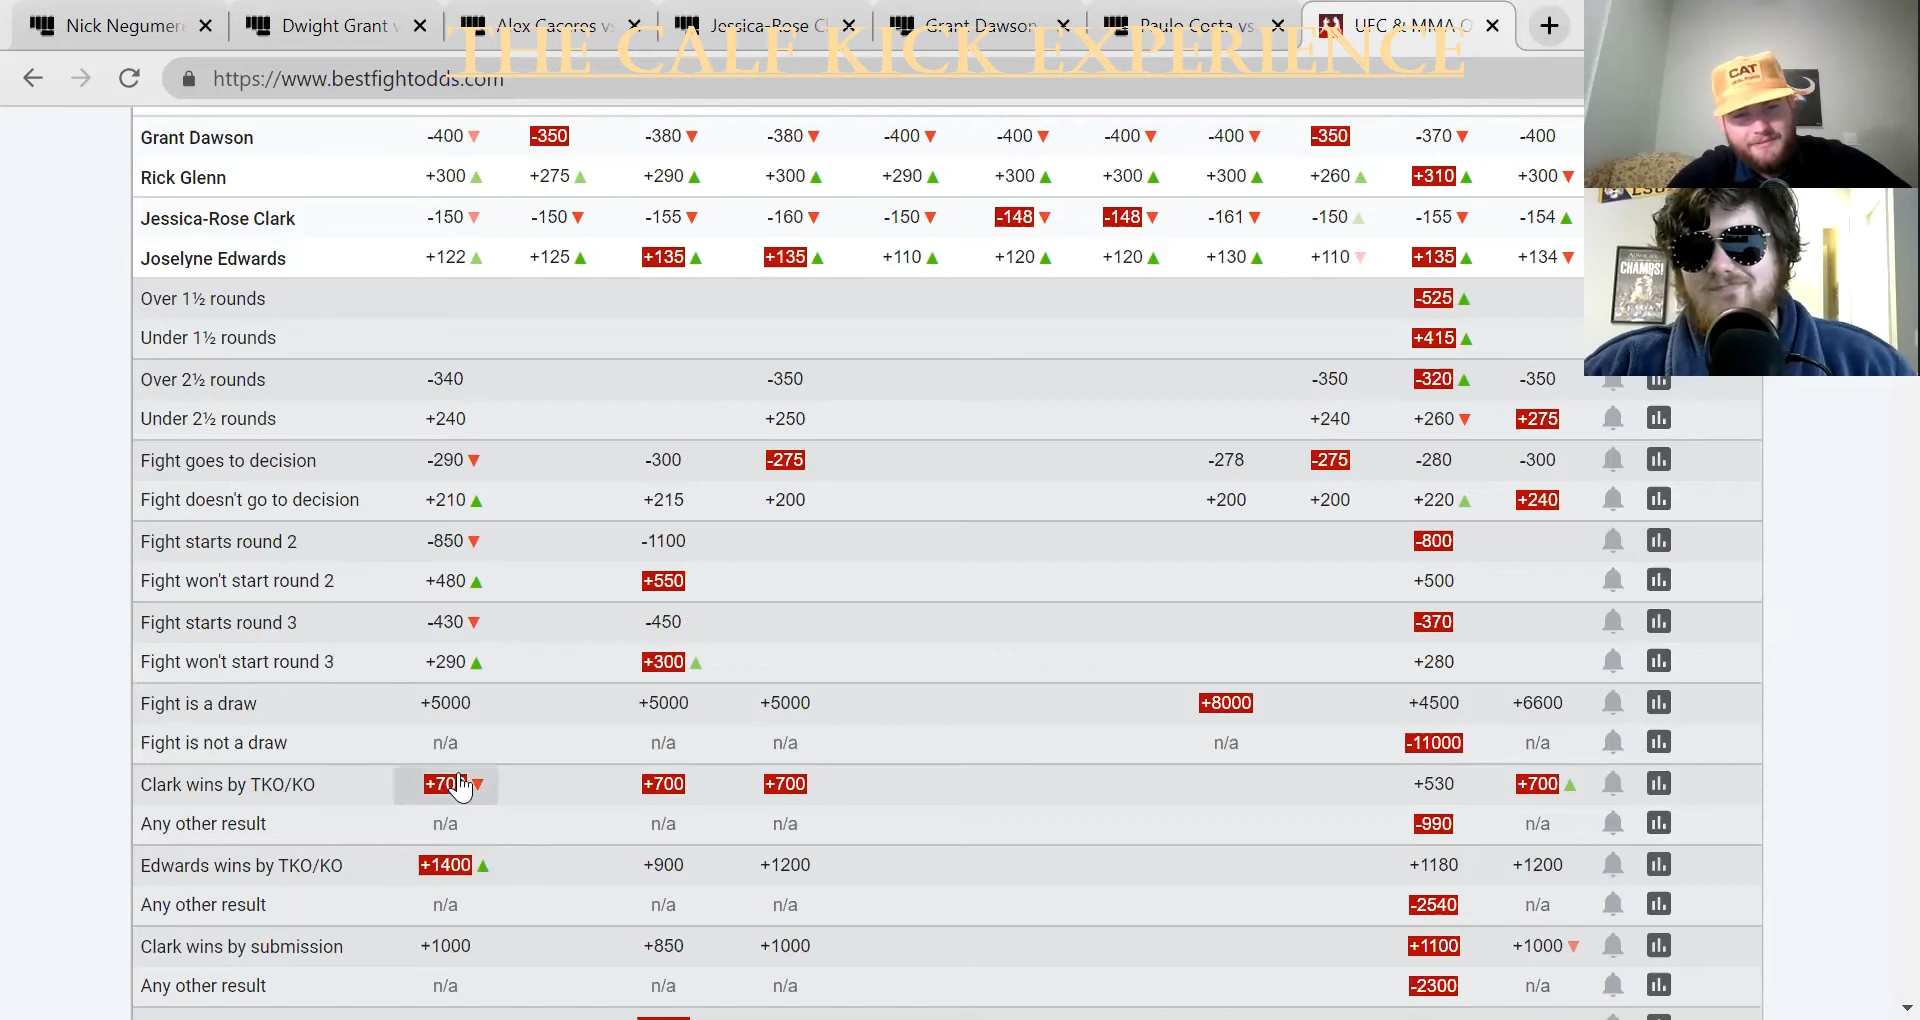 Nick Negumere Dwight Grant v Alex Caceres vs Jessica-Rose Cl Grant Dawson Paulo Costa vs UFC & MMA O
THE CALF KICK EXPERIENCE
https://www.bestfightodds.com
CAT
Grant Dawson -400 -350 -380 -380 -400 -400 -400 -400 -350 -370 -400
Rick Glenn +300 +275 +290 +300 +290 +300 +300 +300 +260 +310 +300
Jessica-Rose Clark -150 -150 -155 -160 -150 -148 -148 -161 -150 -155 -154
CHAMPS!
Joselyne Edwards +122 +125 +135 +135 +110 +120 +120 +130 +110 +135 +134
Over 1½ rounds -525
Under 1½ rounds +415
Over 2½ rounds -340 -350 -350 -320 -350
Under 2½ rounds +240 +250 +240 +260 +275
Fight goes to decision -290 -300 -275 -278 -275 -280 -300
Fight doesn't go to decision +210 +215 +200 +200 +200 +220 +240
Fight starts round 2 -850 -1100 -800
Fight won't start round 2 +480 +550 +500
Fight starts round 3 -430 -450 -370
Fight won't start round 3 +290 +300 +280
Fight is a draw +5000 +5000 +5000 +8000 +4500 +6600
Fight is not a draw n/a n/a n/a n/a -11000 n/a
Clark wins by TKO/KO +700 +700 +700 +530 +700
Any other result n/a n/a n/a -990 n/a
Edwards wins by TKO/KO +1400 +900 +1200 +1180 +1200
Any other result n/a n/a n/a -2540 n/a
Clark wins by submission +1000 +850 +1000 +1100 +1000
Any other result n/a n/a n/a -2300 n/a